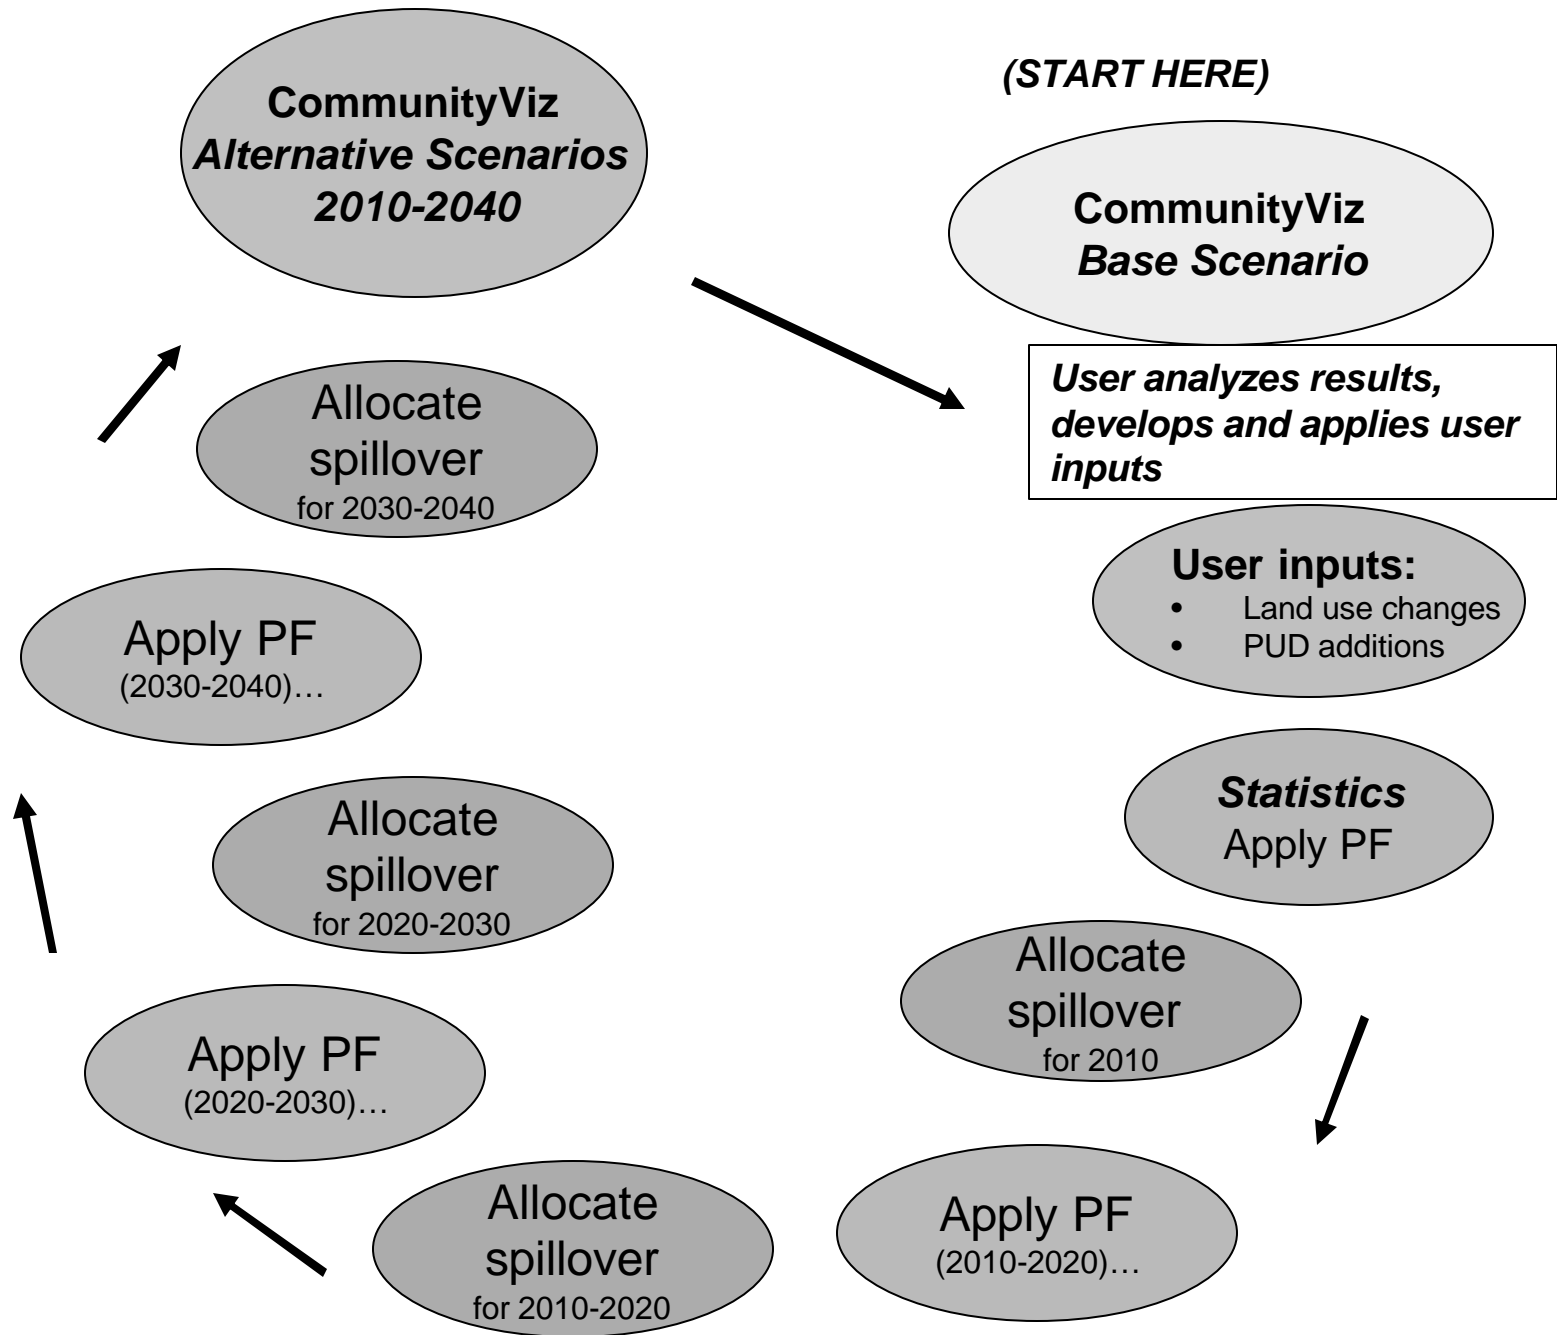 (START HERE)
CommunityViz
Base Scenario
User analyzes results,
develops and applies user
inputs
User inputs:
• Land use changes
• PUD additions
Statistics
Apply PF
Allocate
spillover
for 2010
Apply PF
(2010-2020)…
Allocate
spillover
for 2010-2020
Apply PF
(2020-2030)…
Allocate
spillover
for 2020-2030
Apply PF
(2030-2040)…
Allocate
spillover
for 2030-2040
CommunityViz
Alternative Scenarios
2010-2040